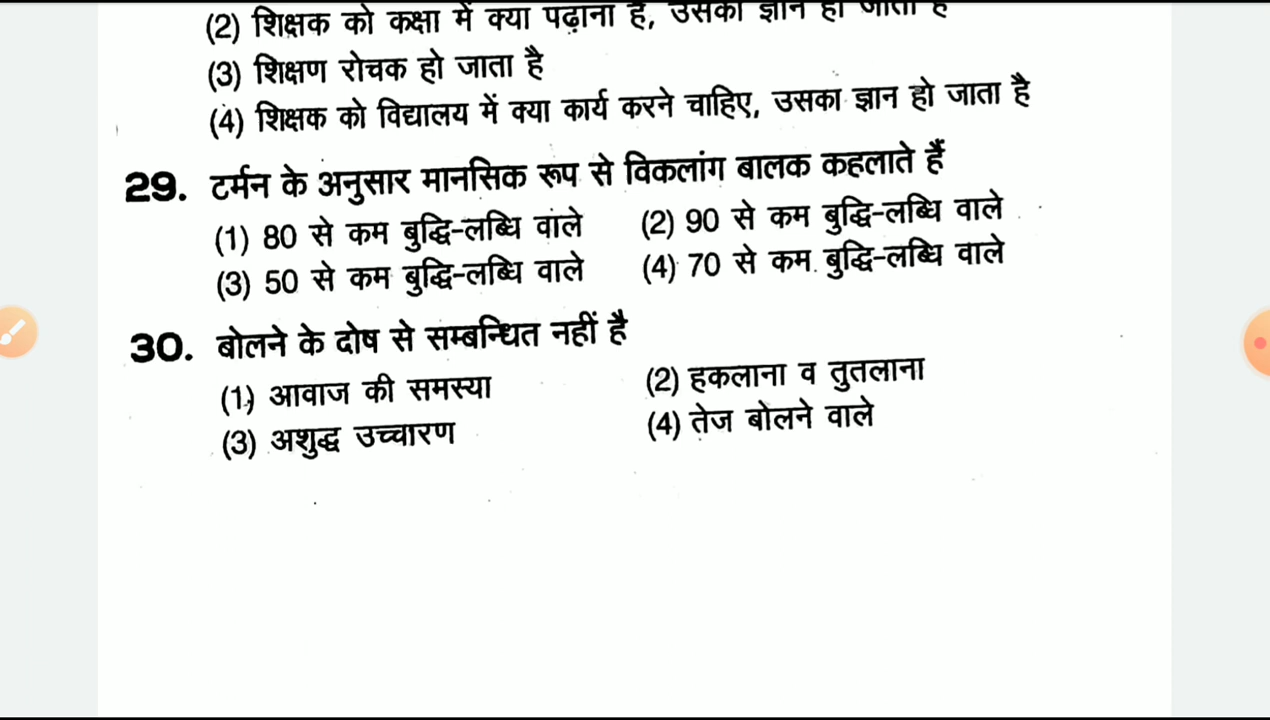 (2) शिक्षक को कक्षा में क्या पढ़ाना है, उसका ज्ञान हो जाता है
(3) शिक्षण रोचक हो जाता है
(4) शिक्षक को विद्यालय में क्या कार्य करने चाहिए, उसका ज्ञान हो जाता है
29. टर्मन के अनुसार मानसिक रूप से विकलांग बालक कहलाते हैं
(1) 80 से कम बुद्धि-लब्धि वाले (2) 90 से कम बुद्धि-लब्धि वाले
(3) 50 से कम बुद्धि-लब्धि वाले (4) 70 से कम बुद्धि-लब्धि वाले
30. बोलने के दोष से सम्बन्धित नहीं है
(1) आवाज की समस्या (2) हकलाना व तुतलाना
(3) अशुद्ध उच्चारण (4) तेज बोलने वाले